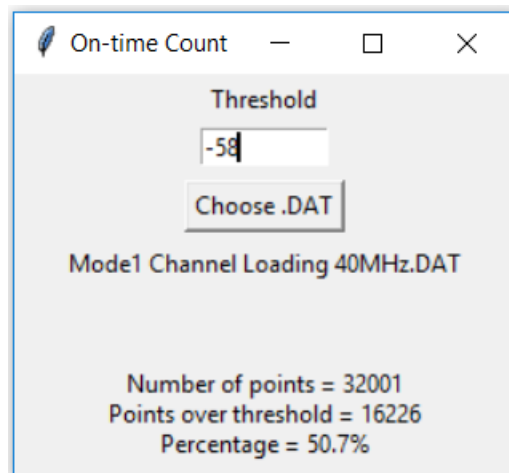 On-time Count
Threshold
-58
Choose .DAT
Mode1 Channel Loading 40MHz.DAT
Number of points = 32001
Points over threshold = 16226
Percentage = 50.7%